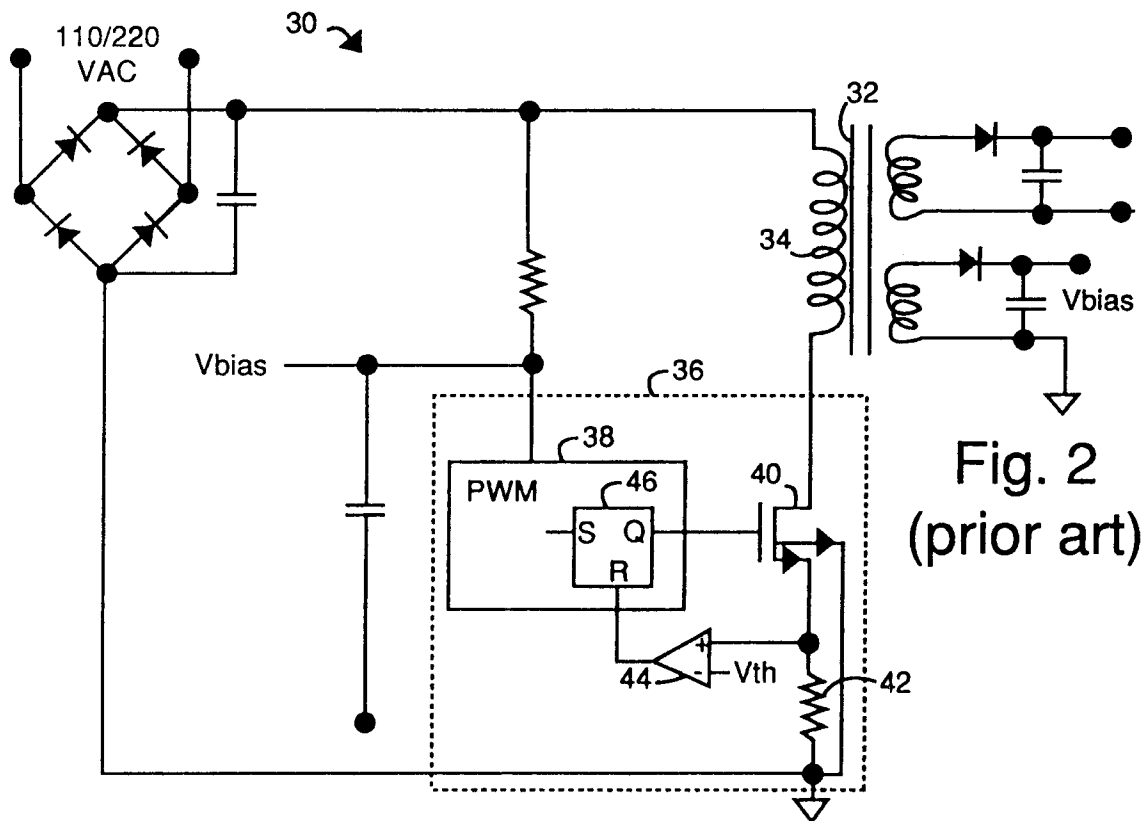 110/220
VAC
30
32
34
Vbias
Vbias
36
38
PWM
46
S Q
R
40
Fig. 2
(prior art)
+
-
44
Vth
42